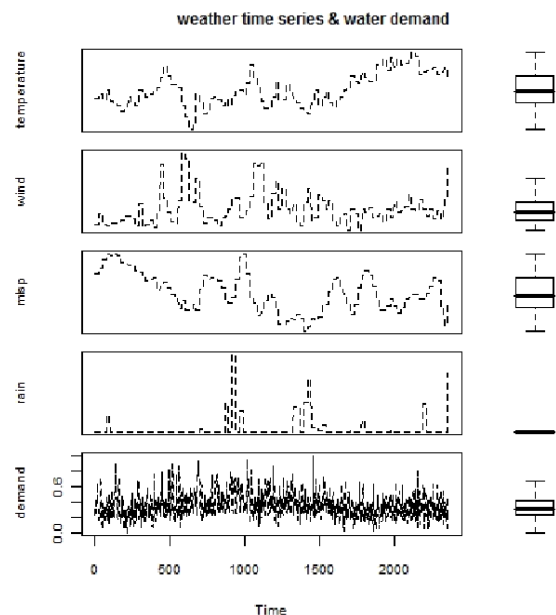 weather time series & water demand
temperature
wind
mslp
rain
demand
0.6
0.0
0
500
1000
1500
2000
Time